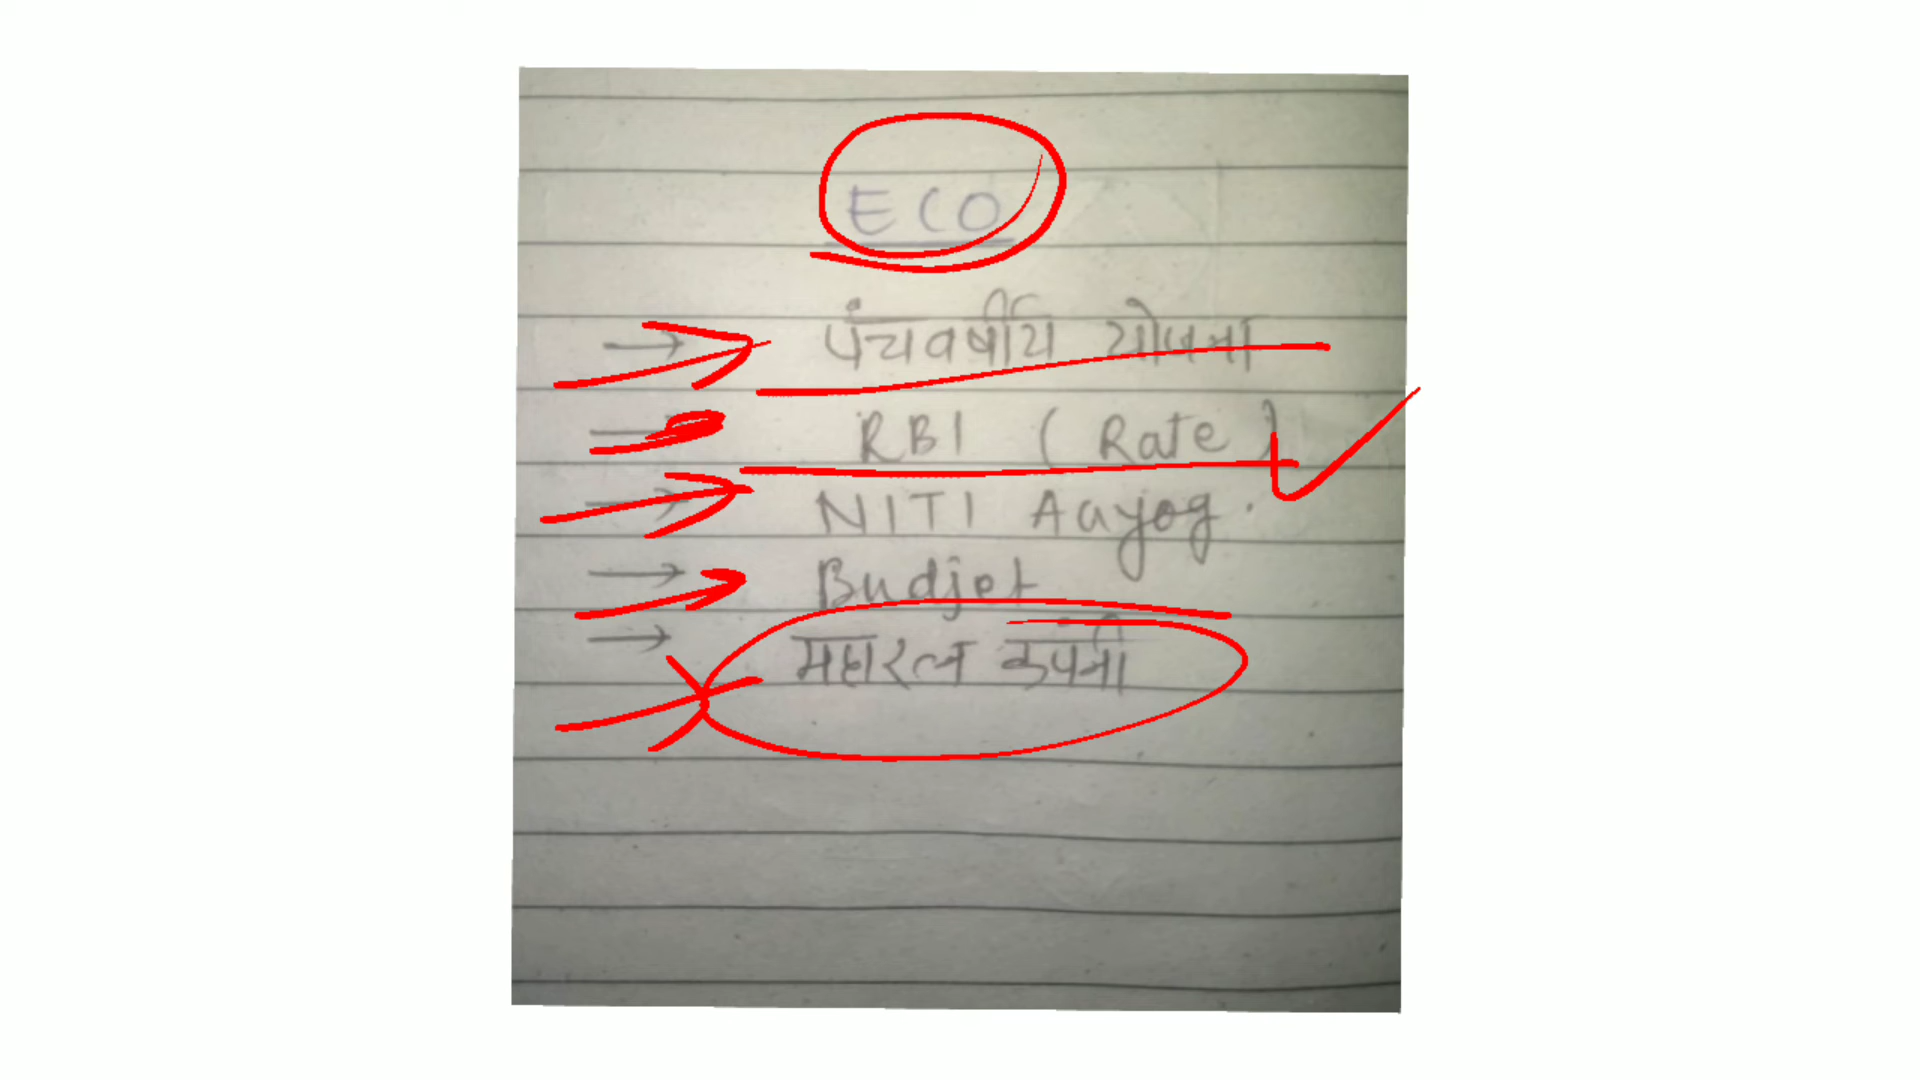 ECO
→ पंचवर्षीय योजना
→ RBI ( Rate )
→ NITI Aayog.
→ Budjet
→ महारत्न कंपनी